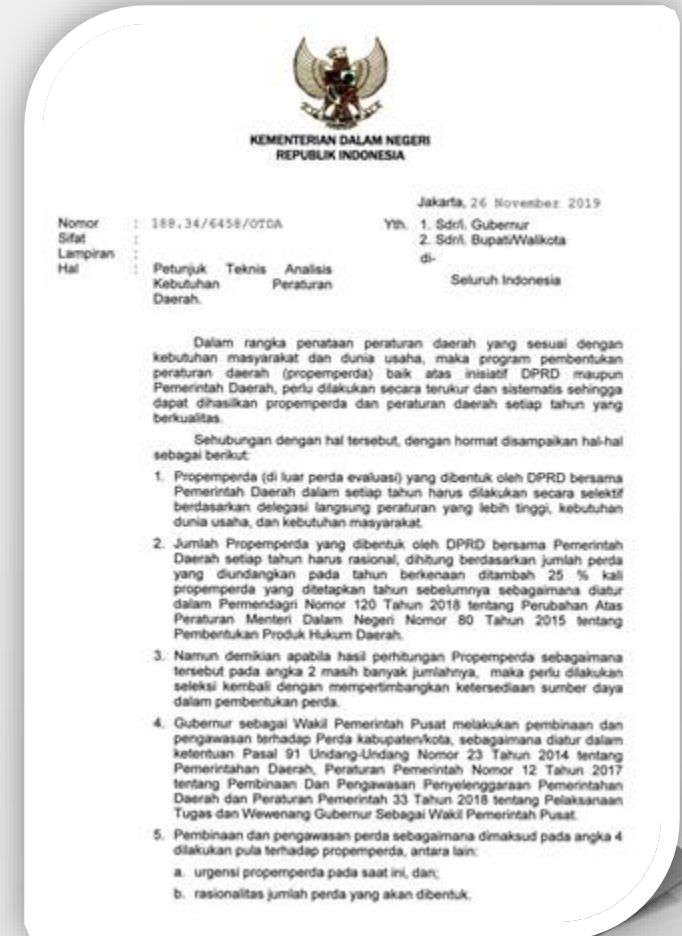 KEMENTERIAN DALAM NEGERI
REPUBLIK INDONESIA
Jakarta, 26 November 2019
Nomor : 188.34/6458/OTDA
Sifat :
Lampiran :
Hal : Petunjuk Teknis Analisis
Kebutuhan Peraturan
Daerah.
Yth. 1. Sdr/i. Gubernur
2. Sdr/i. Bupati/Walikota
di-
Seluruh Indonesia
Dalam rangka penataan peraturan daerah yang sesuai dengan
kebutuhan masyarakat dan dunia usaha, maka program pembentukan
peraturan daerah (propemperda) baik atas inisiatif DPRD maupun
Pemerintah Daerah, perlu dilakukan secara terukur dan sistematis sehingga
dapat dihasilkan propemperda dan peraturan daerah setiap tahun yang
berkualitas.
Sehubungan dengan hal tersebut, dengan hormat disampaikan hal-hal
sebagai berikut:
1. Propemperda (di luar perda evaluasi) yang dibentuk oleh DPRD bersama
Pemerintah Daerah dalam setiap tahun harus dilakukan secara selektif
berdasarkan delegasi langsung peraturan yang lebih tinggi, kebutuhan
dunia usaha, dan kebutuhan masyarakat.
2. Jumlah Propemperda yang dibentuk oleh DPRD bersama Pemerintah
Daerah setiap tahun harus rasional, dihitung berdasarkan jumlah perda
yang diundangkan pada tahun berkenaan ditambah 25 % kali
propemperda yang ditetapkan tahun sebelumnya sebagaimana diatur
dalam Permendagri Nomor 120 Tahun 2018 tentang Perubahan Atas
Peraturan Menteri Dalam Negeri Nomor 80 Tahun 2015 tentang
Pembentukan Produk Hukum Daerah.
3. Namun demikian apabila hasil perhitungan Propemperda sebagaimana
tersebut pada angka 2 masih banyak jumlahnya, maka perlu dilakukan
seleksi kembali dengan mempertimbangkan ketersediaan sumber daya
dalam pembentukan perda.
4. Gubernur sebagai Wakil Pemerintah Pusat melakukan pembinaan dan
pengawasan terhadap Perda kabupaten/kota, sebagaimana diatur dalam
ketentuan Pasal 91 Undang-Undang Nomor 23 Tahun 2014 tentang
Pemerintahan Daerah, Peraturan Pemerintah Nomor 12 Tahun 2017
tentang Pembinaan Dan Pengawasan Penyelenggaraan Pemerintahan
Daerah dan Peraturan Pemerintah 33 Tahun 2018 tentang Pelaksanaan
Tugas dan Wewenang Gubernur Sebagai Wakil Pemerintah Pusat.
5. Pembinaan dan pengawasan perda sebagaimana dimaksud pada angka 4
dilakukan pula terhadap propemperda, antara lain:
a. urgensi propemperda pada saat ini, dan;
b. rasionalitas jumlah perda yang akan dibentuk.